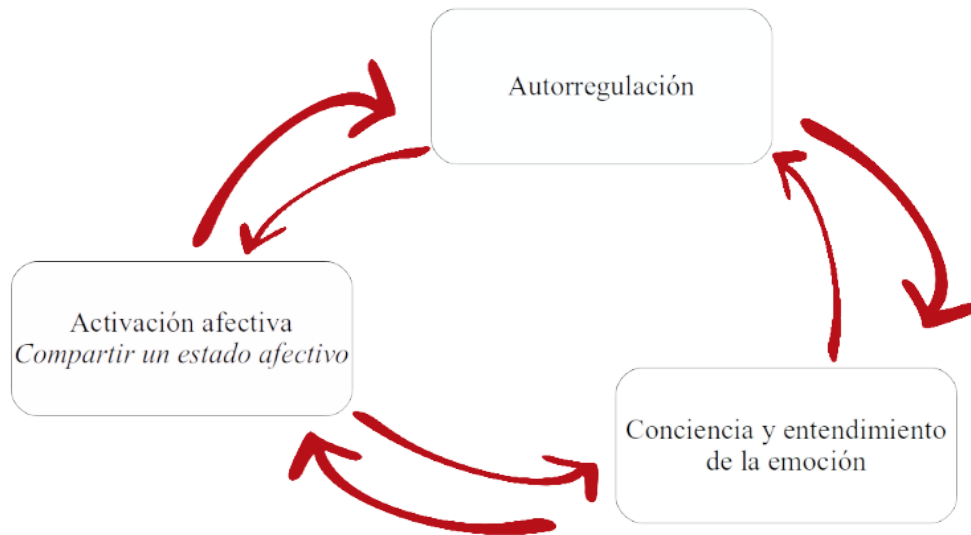 Autorregulación
Activación afectiva
Compartir un estado afectivo
Conciencia y entendimiento
de la emoción